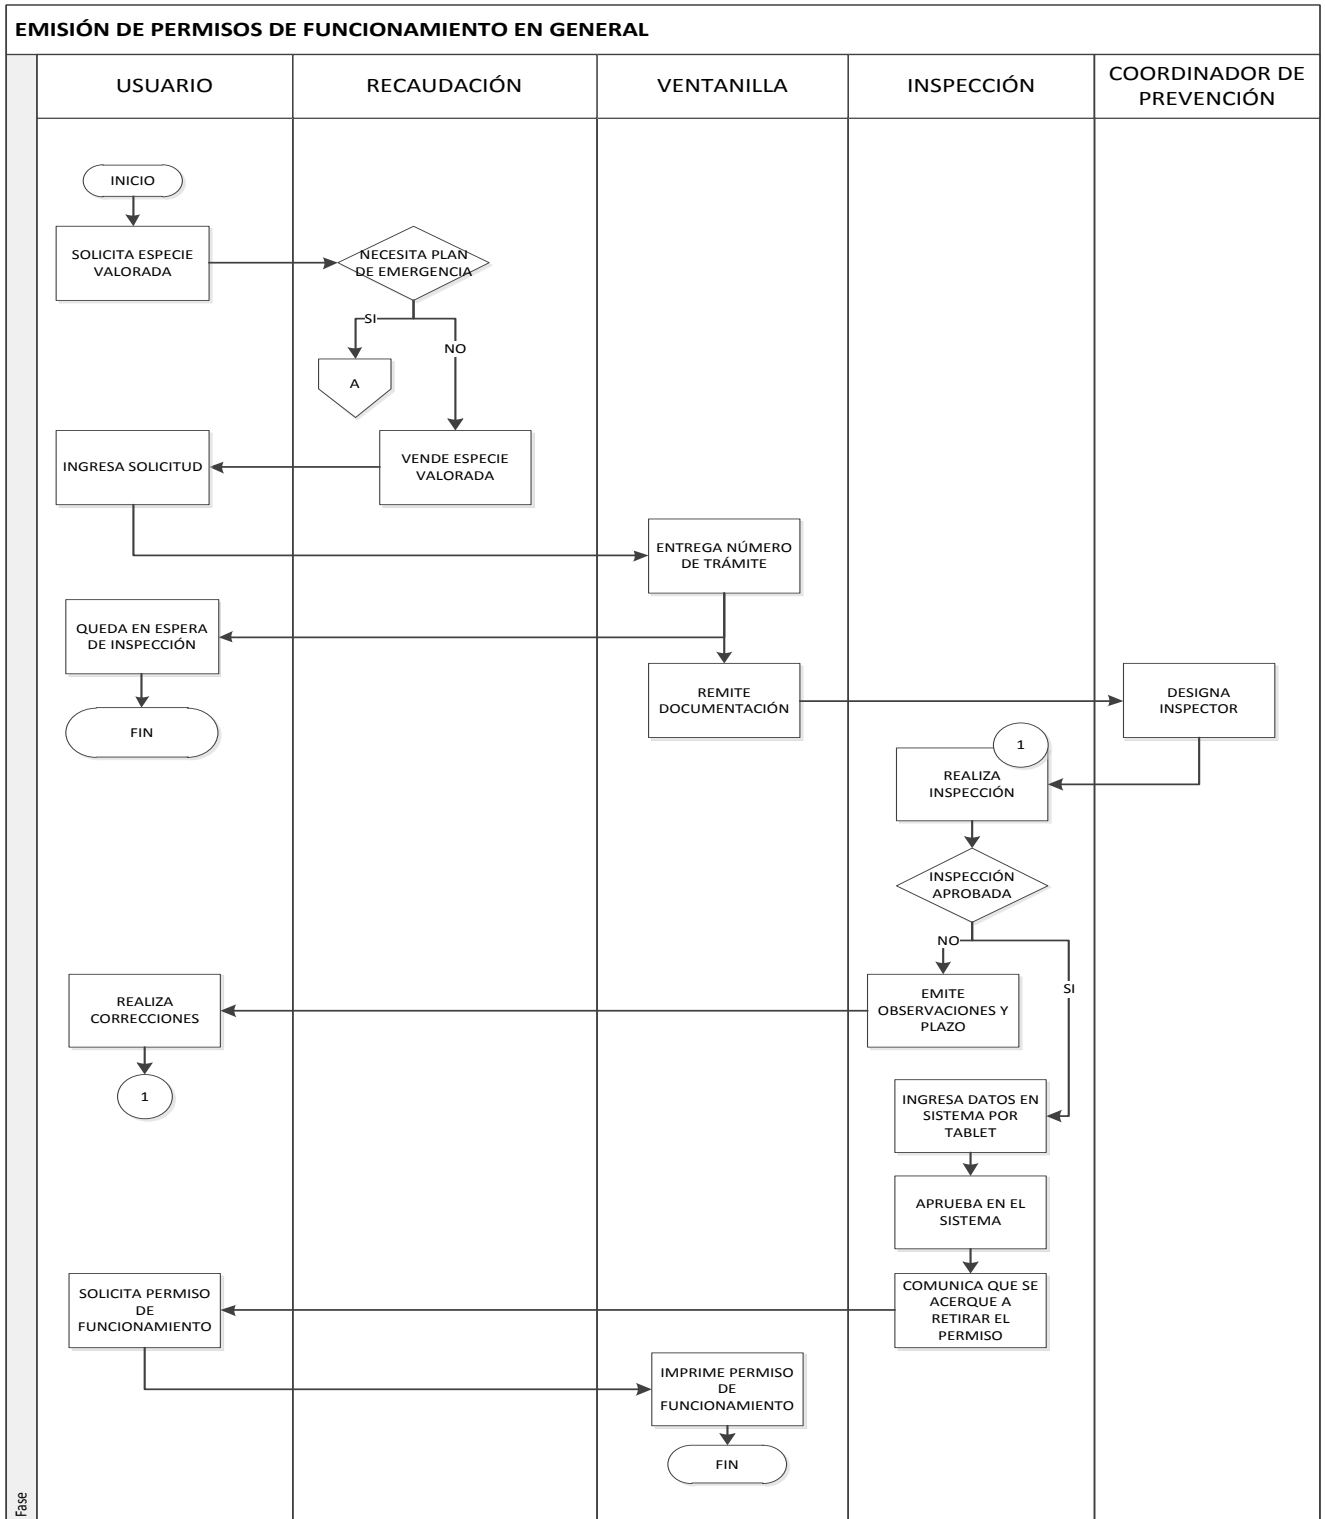 EMISIÓN DE PERMISOS DE FUNCIONAMIENTO EN GENERAL
USUARIO
RECAUDACIÓN
VENTANILLA
INSPECCIÓN
COORDINADOR DE
PREVENCIÓN
INICIO
SOLICITA ESPECIE
VALORADA
NECESITA PLAN
DE EMERGENCIA
SI
NO
A
INGRESA SOLICITUD
VENDE ESPECIE
VALORADA
ENTREGA NÚMERO
DE TRÁMITE
QUEDA EN ESPERA
DE INSPECCIÓN
REMITE
DOCUMENTACIÓN
DESIGNA
INSPECTOR
FIN
1
REALIZA
INSPECCIÓN
INSPECCIÓN
APROBADA
NO
SI
REALIZA
CORRECCIONES
EMITE
OBSERVACIONES Y
PLAZO
1
INGRESA DATOS EN
SISTEMA POR
TABLET
APRUEBA EN EL
SISTEMA
SOLICITA PERMISO
DE
FUNCIONAMIENTO
COMUNICA QUE SE
ACERQUE A
RETIRAR EL
PERMISO
IMPRIME PERMISO
DE
FUNCIONAMIENTO
FIN
Fase